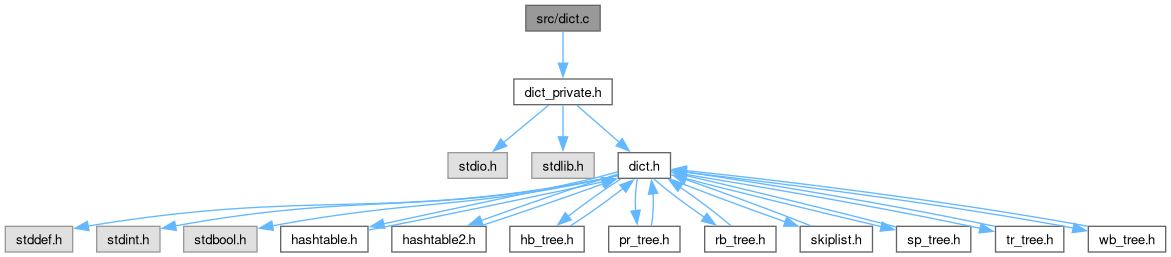 src/dict.c
dict_private.h
stdio.h
stdlib.h
dict.h
stddef.h
stdint.h
stdbool.h
hashtable.h
hashtable2.h
hb_tree.h
pr_tree.h
rb_tree.h
skiplist.h
sp_tree.h
tr_tree.h
wb_tree.h